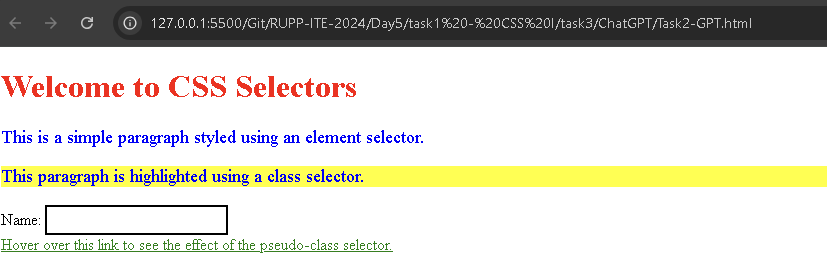 127.0.0.1:5500/Git/RUPP-ITE-2024/Day5/task1%20-%20CSS%20I/task3/ChatGPT/Task2-GPT.html
Welcome to CSS Selectors
This is a simple paragraph styled using an element selector.
This paragraph is highlighted using a class selector.
Name:
Hover over this link to see the effect of the pseudo-class selector.